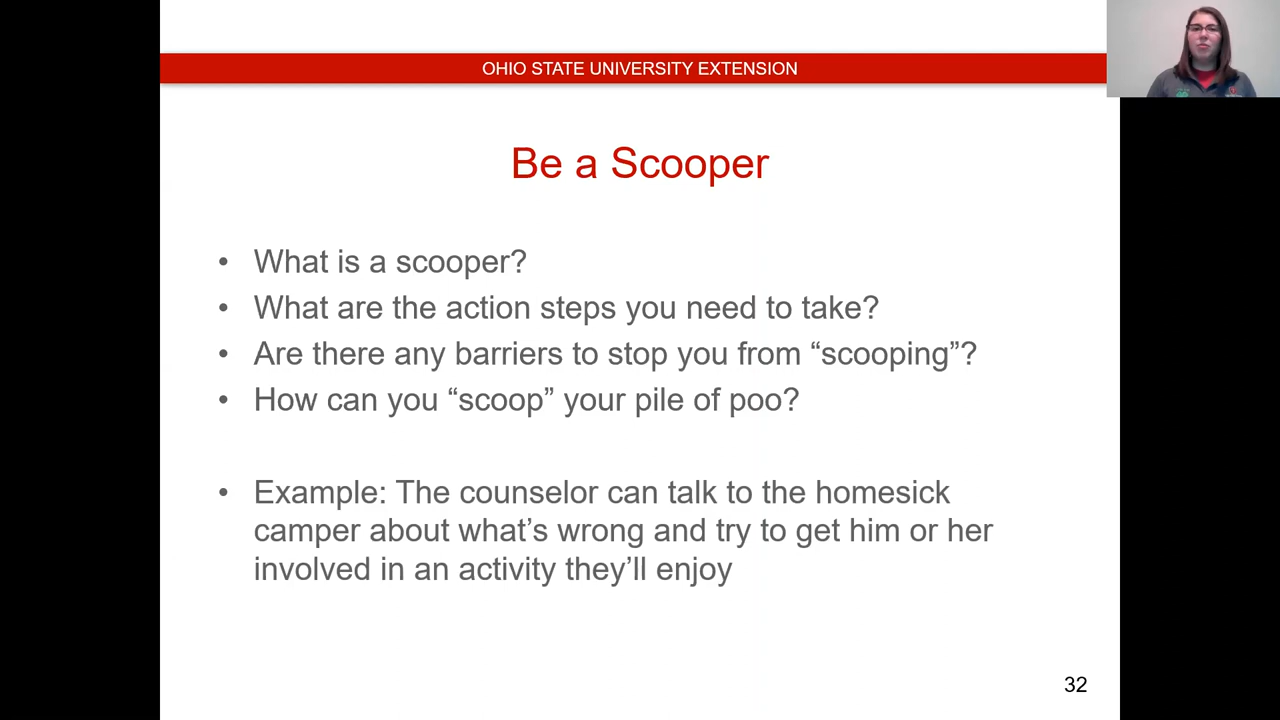 OHIO STATE UNIVERSITY EXTENSION
Be a Scooper
• What is a scooper?
• What are the action steps you need to take?
• Are there any barriers to stop you from “scooping”?
• How can you “scoop” your pile of poo?
• Example: The counselor can talk to the homesick
camper about what’s wrong and try to get him or her
involved in an activity they’ll enjoy
32